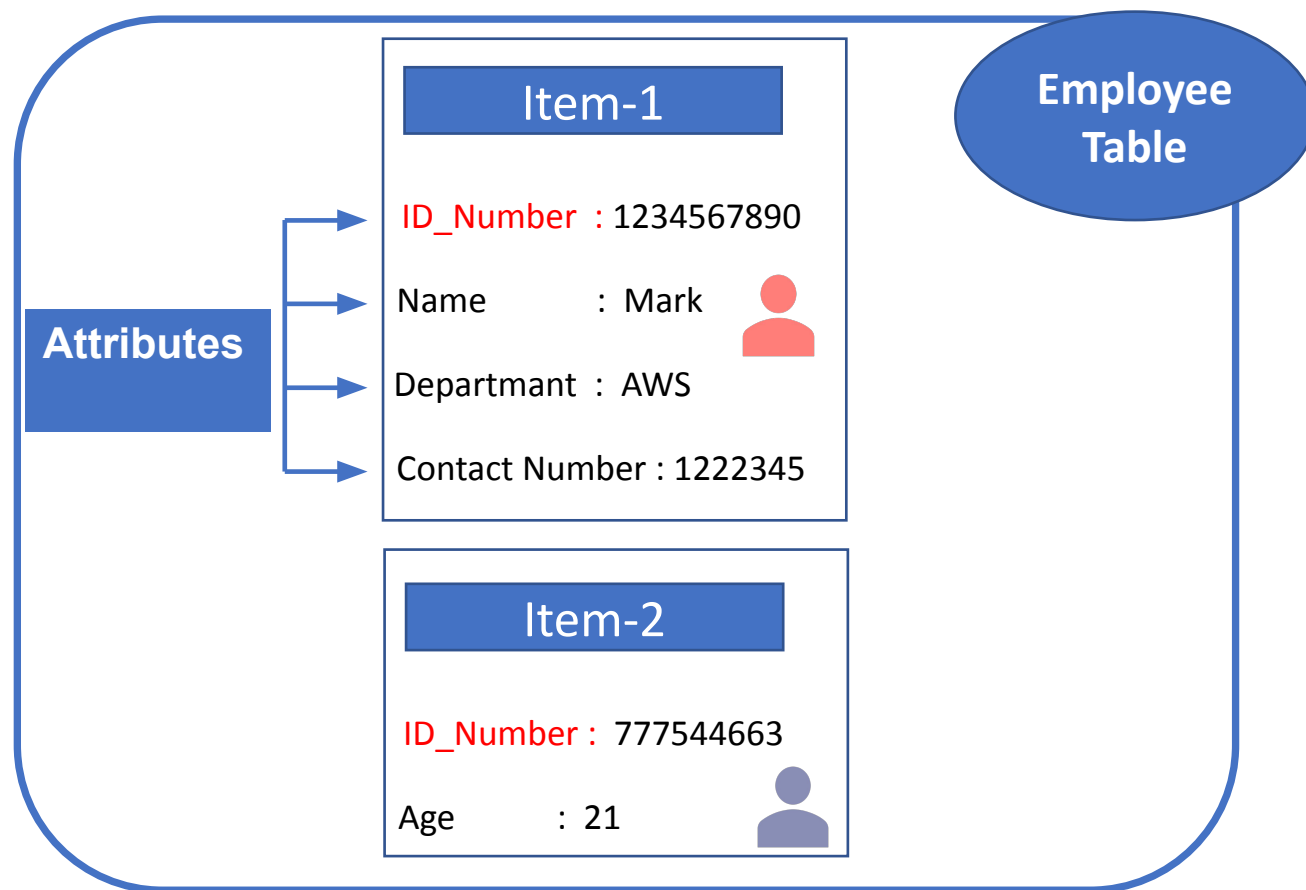 Employee
Table
Item-1
Attributes
ID_Number : 1234567890
Name : Mark
Departmant : AWS
Contact Number : 1222345
Item-2
ID_Number : 777544663
Age : 21